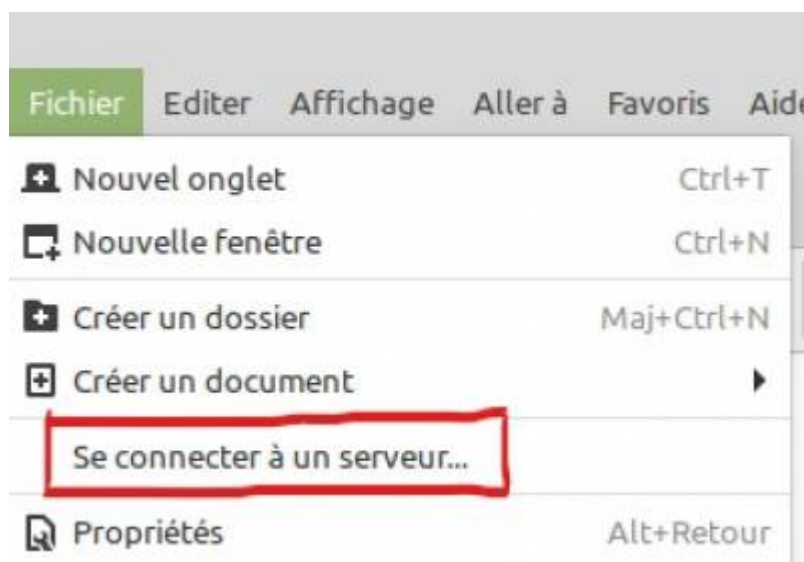 Fichier Editer Affichage Aller à Favoris Aide
Nouvel onglet Ctrl+T
Nouvelle fenêtre Ctrl+N
Créer un dossier Maj+Ctrl+N
Créer un document
Se connecter à un serveur...
Propriétés Alt+Retour